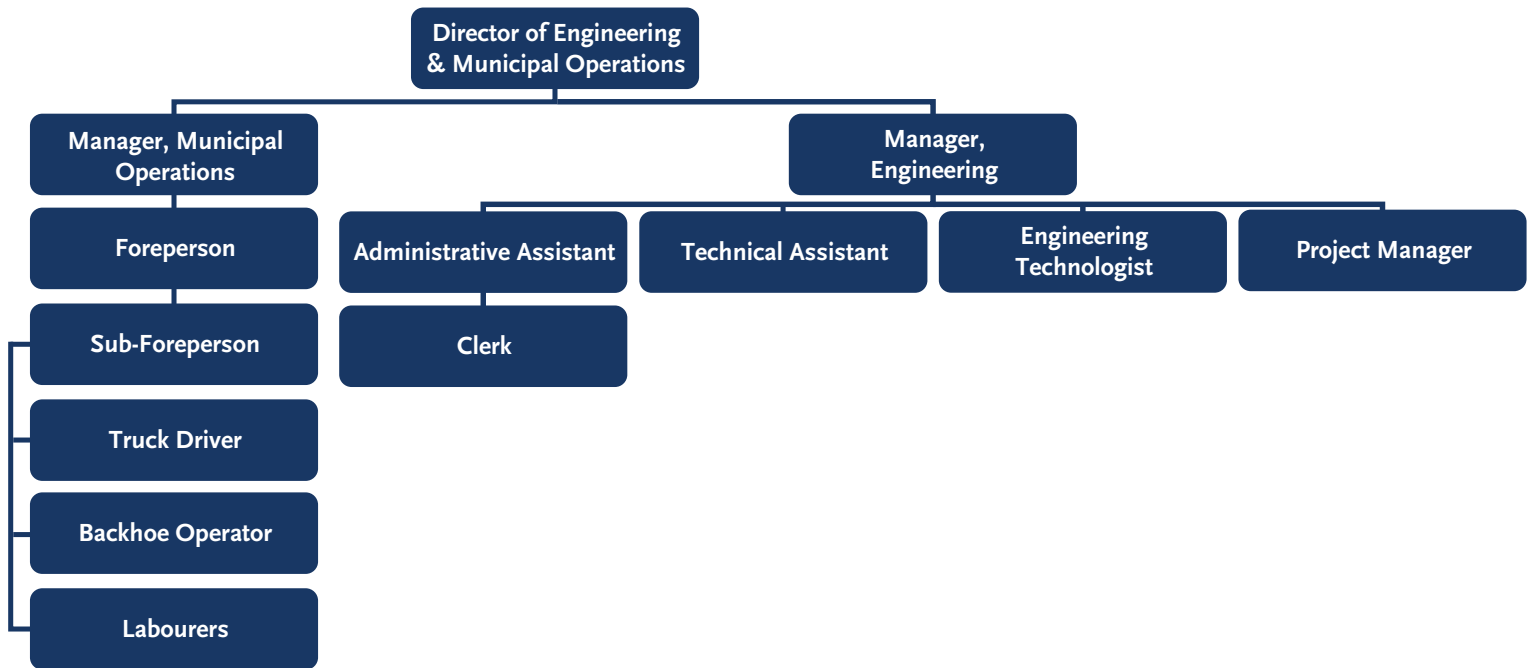 Director of Engineering
& Municipal Operations
Manager, Municipal
Operations
Manager,
Engineering
Foreperson
Administrative Assistant
Technical Assistant
Engineering
Technologist
Project Manager
Sub-Foreperson
Clerk
Truck Driver
Backhoe Operator
Labourers